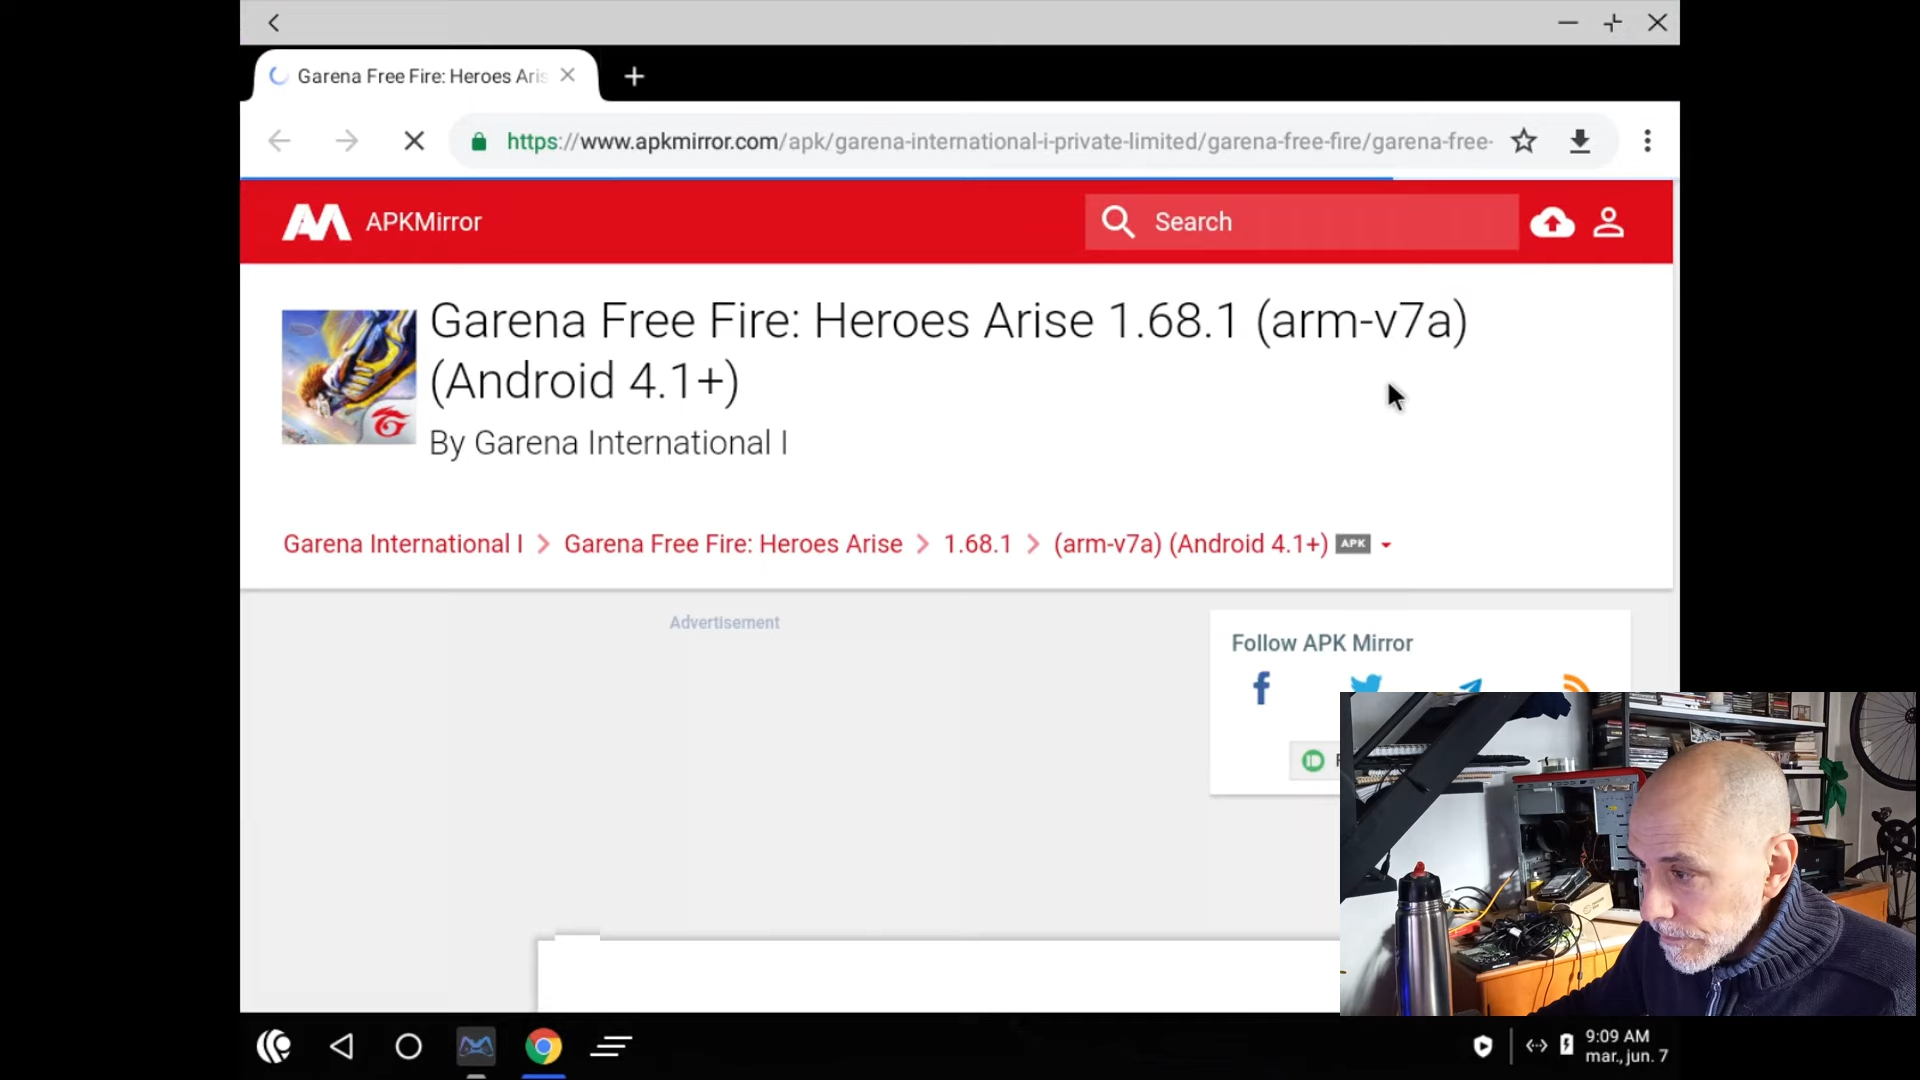 Garena Free Fire: Heroes Aris
https://www.apkmirror.com/apk/garena-international-i-private-limited/garena-free-fire/garena-free-
APKMirror
Search
Garena Free Fire: Heroes Arise 1.68.1 (arm-v7a)
(Android 4.1+)
By Garena International I
Garena International I > Garena Free Fire: Heroes Arise > 1.68.1 > (arm-v7a) (Android 4.1+) APK
Advertisement
Follow APK Mirror
9:09 AM
mar., jun. 7